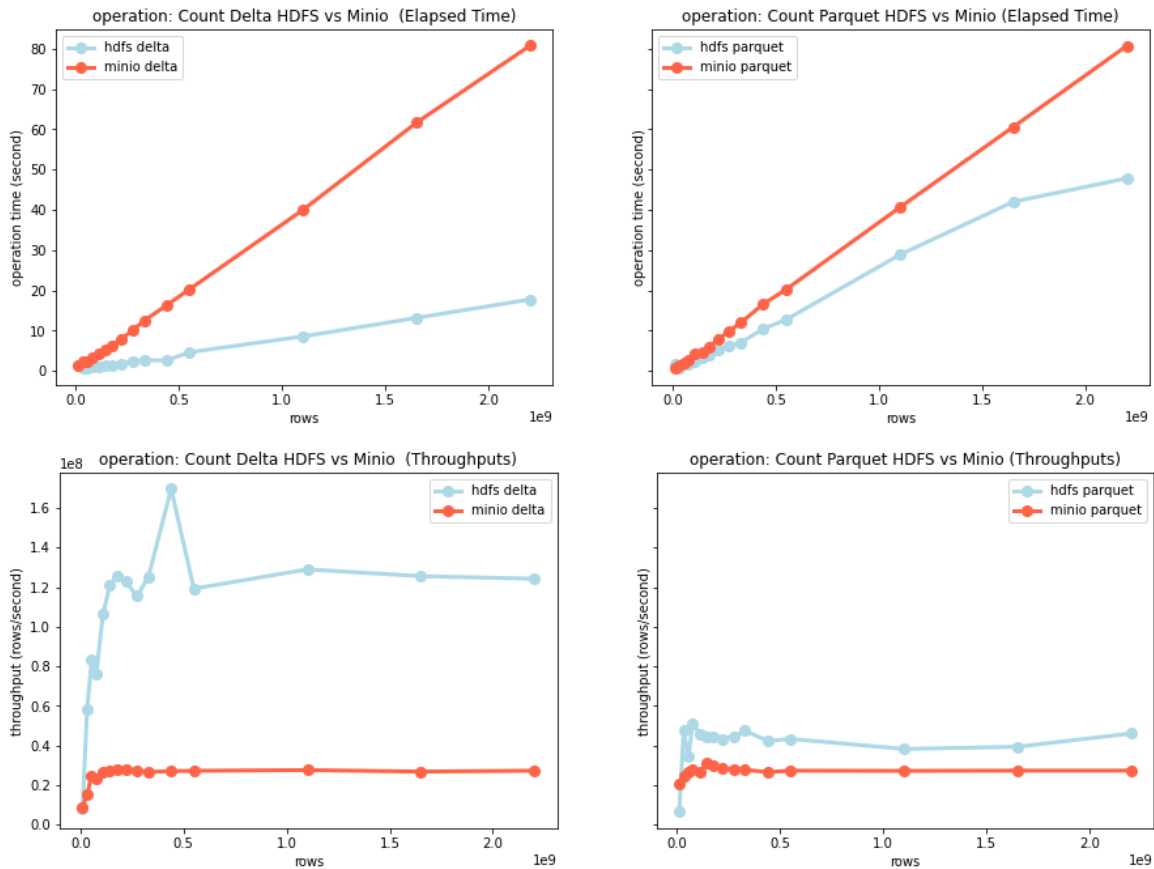 operation: Count Delta HDFS vs Minio  (Elapsed Time)
hdfs delta
minio delta
operation time (second)
80
70
60
50
40
30
20
10
0
0.0 0.5 1.0 1.5 2.0
1e9
rows
operation: Count Parquet HDFS vs Minio (Elapsed Time)
hdfs parquet
minio parquet
operation time (second)
0.0 0.5 1.0 1.5 2.0
1e9
rows
operation: Count Delta HDFS vs Minio  (Throughputs)
1e8
hdfs delta
minio delta
throughput (rows/second)
1.6
1.4
1.2
1.0
0.8
0.6
0.4
0.2
0.0
0.0 0.5 1.0 1.5 2.0
1e9
rows
operation: Count Parquet HDFS vs Minio (Throughputs)
hdfs parquet
minio parquet
throughput (rows/second)
0.0 0.5 1.0 1.5 2.0
1e9
rows